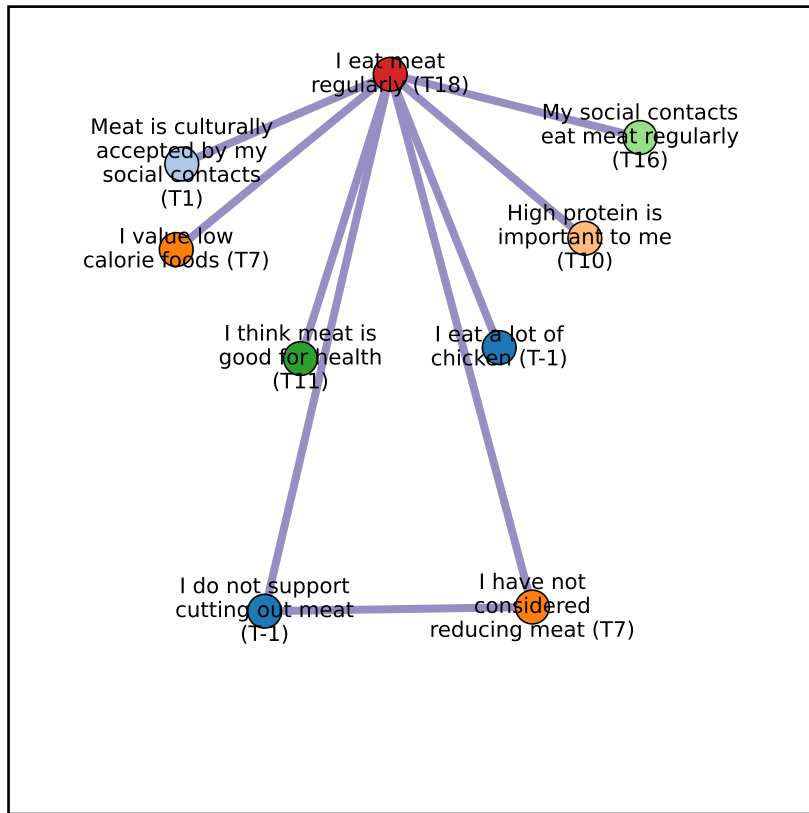 I eat meat
regularly (T18)
My social contacts
eat meat regularly
(T16)
Meat is culturally
accepted by my
social contacts
(T1)
High protein is
important to me
(T10)
I value low
calorie foods (T7)
I think meat is
good for health
(T11)
I eat a lot of
chicken (T-1)
I do not support
cutting out meat
(T-1)
I have not
considered
reducing meat (T7)